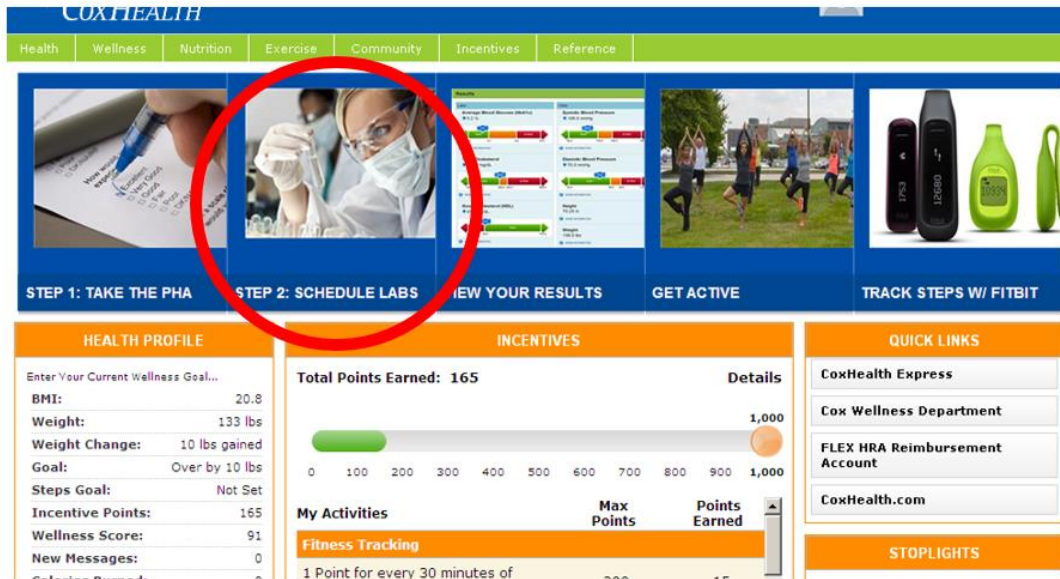 COXHEALTH
Health Wellness Nutrition Exercise Community Incentives Reference
STEP 1: TAKE THE PHA
STEP 2: SCHEDULE LABS
IEW YOUR RESULTS
GET ACTIVE
TRACK STEPS W/ FITBIT
HEALTH PROFILE
Enter Your Current Wellness Goal...
BMI: 20.8
Weight: 133 lbs
Weight Change: 10 lbs gained
Goal: Over by 10 lbs
Steps Goal: Not Set
Incentive Points: 165
Wellness Score: 91
New Messages: 0
INCENTIVES
Total Points Earned: 165 Details
1,000
0 100 200 300 400 500 600 700 800 900 1,000
My Activities Max Points Points Earned
Fitness Tracking
1 Point for every 30 minutes of
QUICK LINKS
CoxHealth Express
Cox Wellness Department
FLEX HRA Reimbursement
Account
CoxHealth.com
STOPLIGHTS